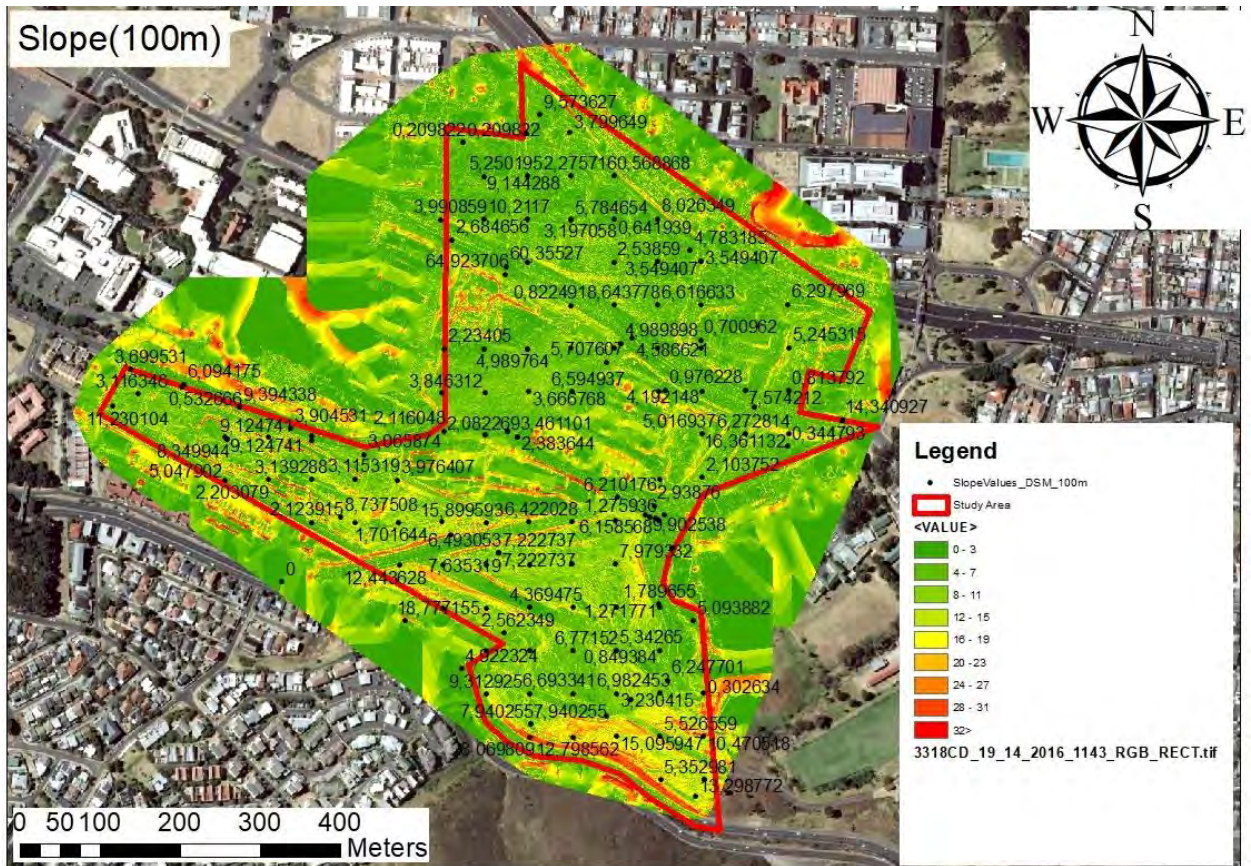 Slope(100m)
N
W E
S
9,573627
3,799649
0,2098220,209822
5,2501952,2757160,568868
9,144288
3,99085910,2117 5,784654 8,026349
3,197058 0,641939
2,684656 2,53859 4,783185
64,923706 60,35527 3,549407 3,549407
0,8224918,6437786,616633 6,297969
4,989898 0,700962 5,245315
2,23405 5,707607 4,586621
4,989764
3,699531 0,813792
3,116346 6,094175 0,976228
3,846312 6,594937 7,574212
0,532666 9,394338 3,666768 4,192148
11,230104 3,904531 2,116048 14,340927
9,124741 2,0822693,461101 5,0169376,272814
9,124741 3,065874 2,383644 16,361132 0,344793
8,349944
5,047902 3,1392883,1153193,976407 2,103752
2,203079 6,210176 2,93876
8,737508 1,275936
2,123915 15,8995936,422028 6,1585689,902538
1,701644 6,4930537,222737
7,979332
7,635319 7,222737
0 12,443628
4,369475 1,789655
18,777155 1,271771 5,093882
2,562349
6,771525,34265
4,822324 0,849384
6,247701
9,3129256,6933416,982453 0,302634
3,230415
7,9402557,940255 5,526559
12,798562 15,09594710,470518
5,352981
13,298772
Legend
SlopeValues_DSM_100m
Study Area
<VALUE>
0 - 3
4 - 7
8 - 11
12 - 15
16 - 19
20 - 23
24 - 27
28 - 31
32>
3318CD_19_14_2016_1143_RGB_RECT.tif
0 50 100 200 300 400
Meters